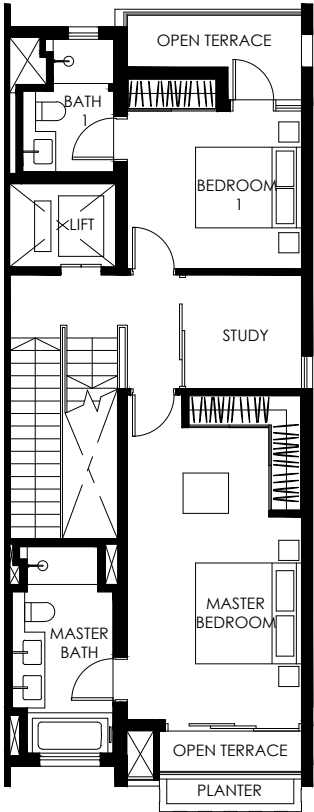 OPEN TERRACE
BATH
1
BEDROOM
1
LIFT
STUDY
MASTER
BEDROOM
MASTER
BATH
OPEN TERRACE
PLANTER